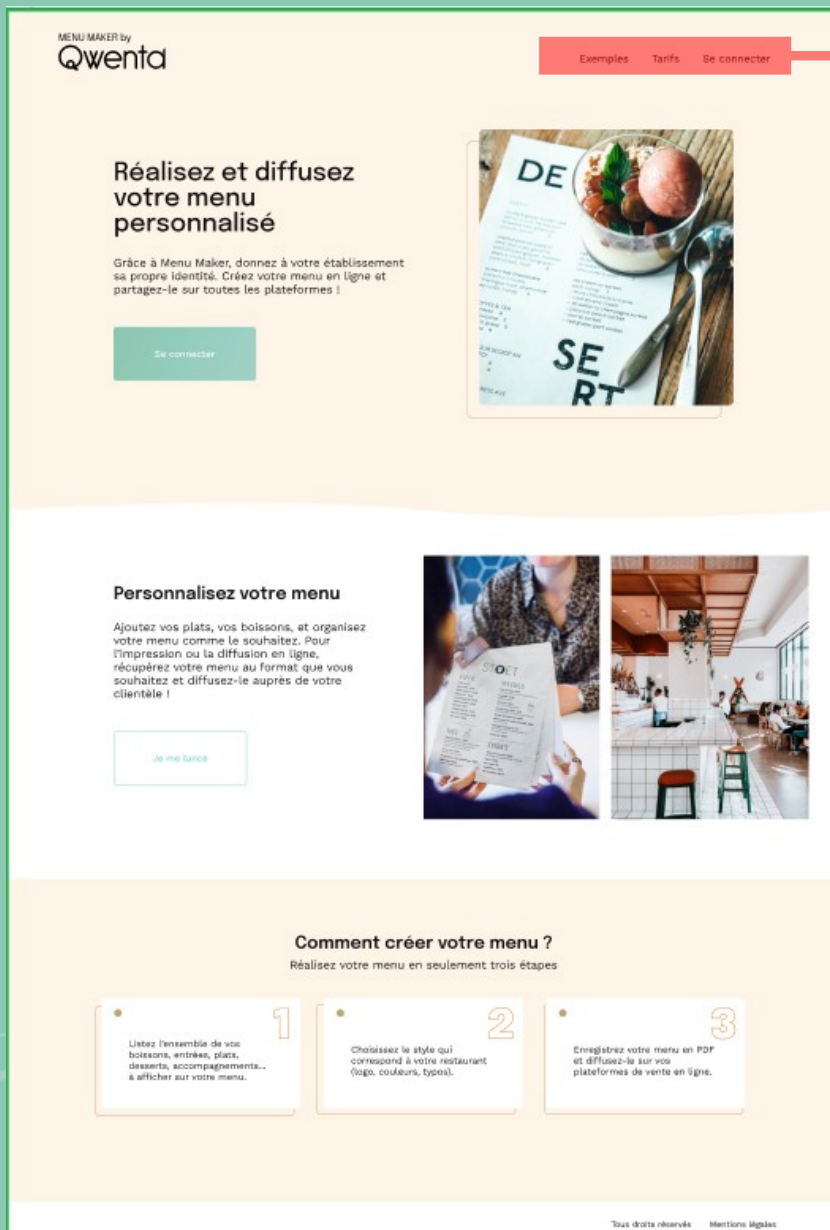 MENU MAKER by
Qwenta
Exemples Tarifs Se connecter
Réalisez et diffusez
votre menu
personnalisé
Grâce à Menu Maker, donnez à votre établissement
sa propre identité. Créez votre menu en ligne et
partagez-le sur toutes les plateformes !
Se connecter
DE
SE
RT
Personnalisez votre menu
Ajoutez vos plats, vos boissons, et organisez
votre menu comme le souhaitez. Pour
l'impression ou la diffusion en ligne,
récupérez votre menu au format que vous
souhaitez et diffusez-le auprès de votre
clientèle !
Je me lance
STOET
Comment créer votre menu ?
Réalisez votre menu en seulement trois étapes
1
Listez l'ensemble de vos
boissons, entrées, plats,
desserts, accompagnements...
à afficher sur votre menu.
2
Choisissez le style qui
correspond à votre restaurant
(logo, couleurs, typos).
3
Enregistrez votre menu en PDF
et diffusez-le sur vos
plateformes de vente en ligne.
Tous droits réservés Mentions légales